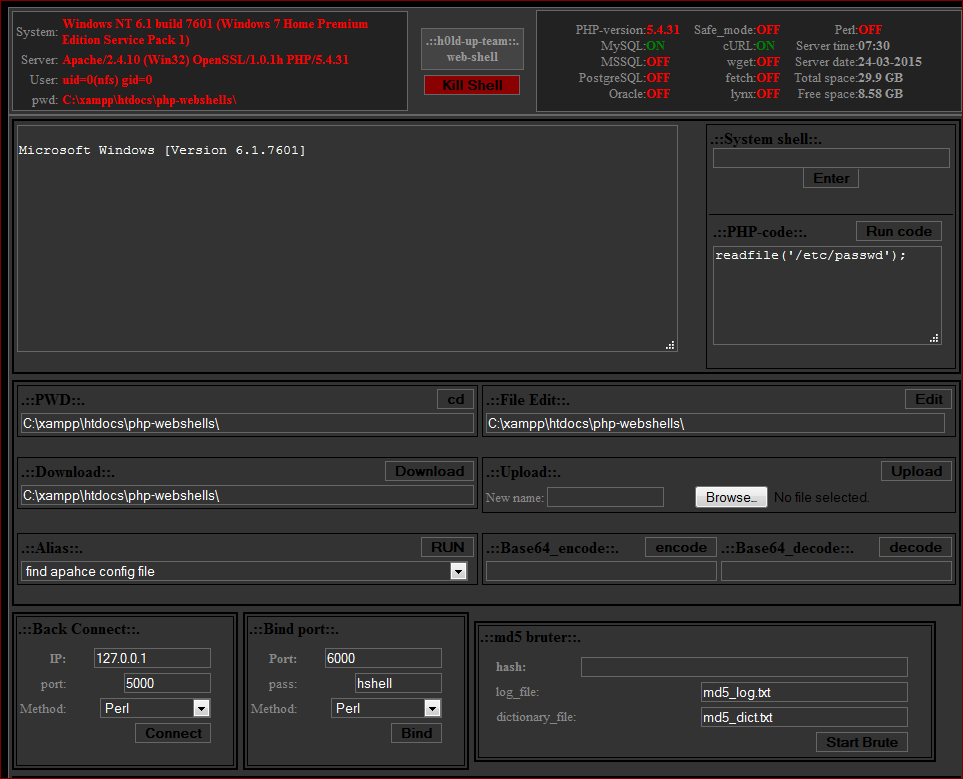 System: Windows NT 6.1 build 7601 (Windows 7 Home Premium
Edition Service Pack 1)
Server: Apache/2.4.10 (Win32) OpenSSL/1.0.1h PHP/5.4.31
User: uid=0(nfs) gid=0
pwd: C:\xampp\htdocs\php-webshells\
.::h0ld-up-team::.
web-shell
Kill Shell
PHP-version:5.4.31 Safe_mode:OFF Perl:OFF
MySQL:ON cURL:ON Server time:07:30
MSSQL:OFF wget:OFF Server date:24-03-2015
PostgreSQL:OFF fetch:OFF Total space:29.9 GB
Oracle:OFF lynx:OFF Free space:8.58 GB
Microsoft Windows [Version 6.1.7601]
.::System shell::.
Enter
.::PHP-code::. Run code
readfile('/etc/passwd');
.::PWD::. cd
C:\xampp\htdocs\php-webshells\
.::File Edit::. Edit
C:\xampp\htdocs\php-webshells\
.::Download::. Download
C:\xampp\htdocs\php-webshells\
.::Upload::. Upload
New name: Browse... No file selected.
.::Alias::. RUN
find apahce config file
.::Base64_encode::. encode .::Base64_decode::. decode
.::Back Connect::.
IP: 127.0.0.1
port: 5000
Method: Perl
Connect
.::Bind port::.
Port: 6000
pass: hshell
Method: Perl
Bind
.::md5 bruter::.
hash:
log_file: md5_log.txt
dictionary_file: md5_dict.txt
Start Brute